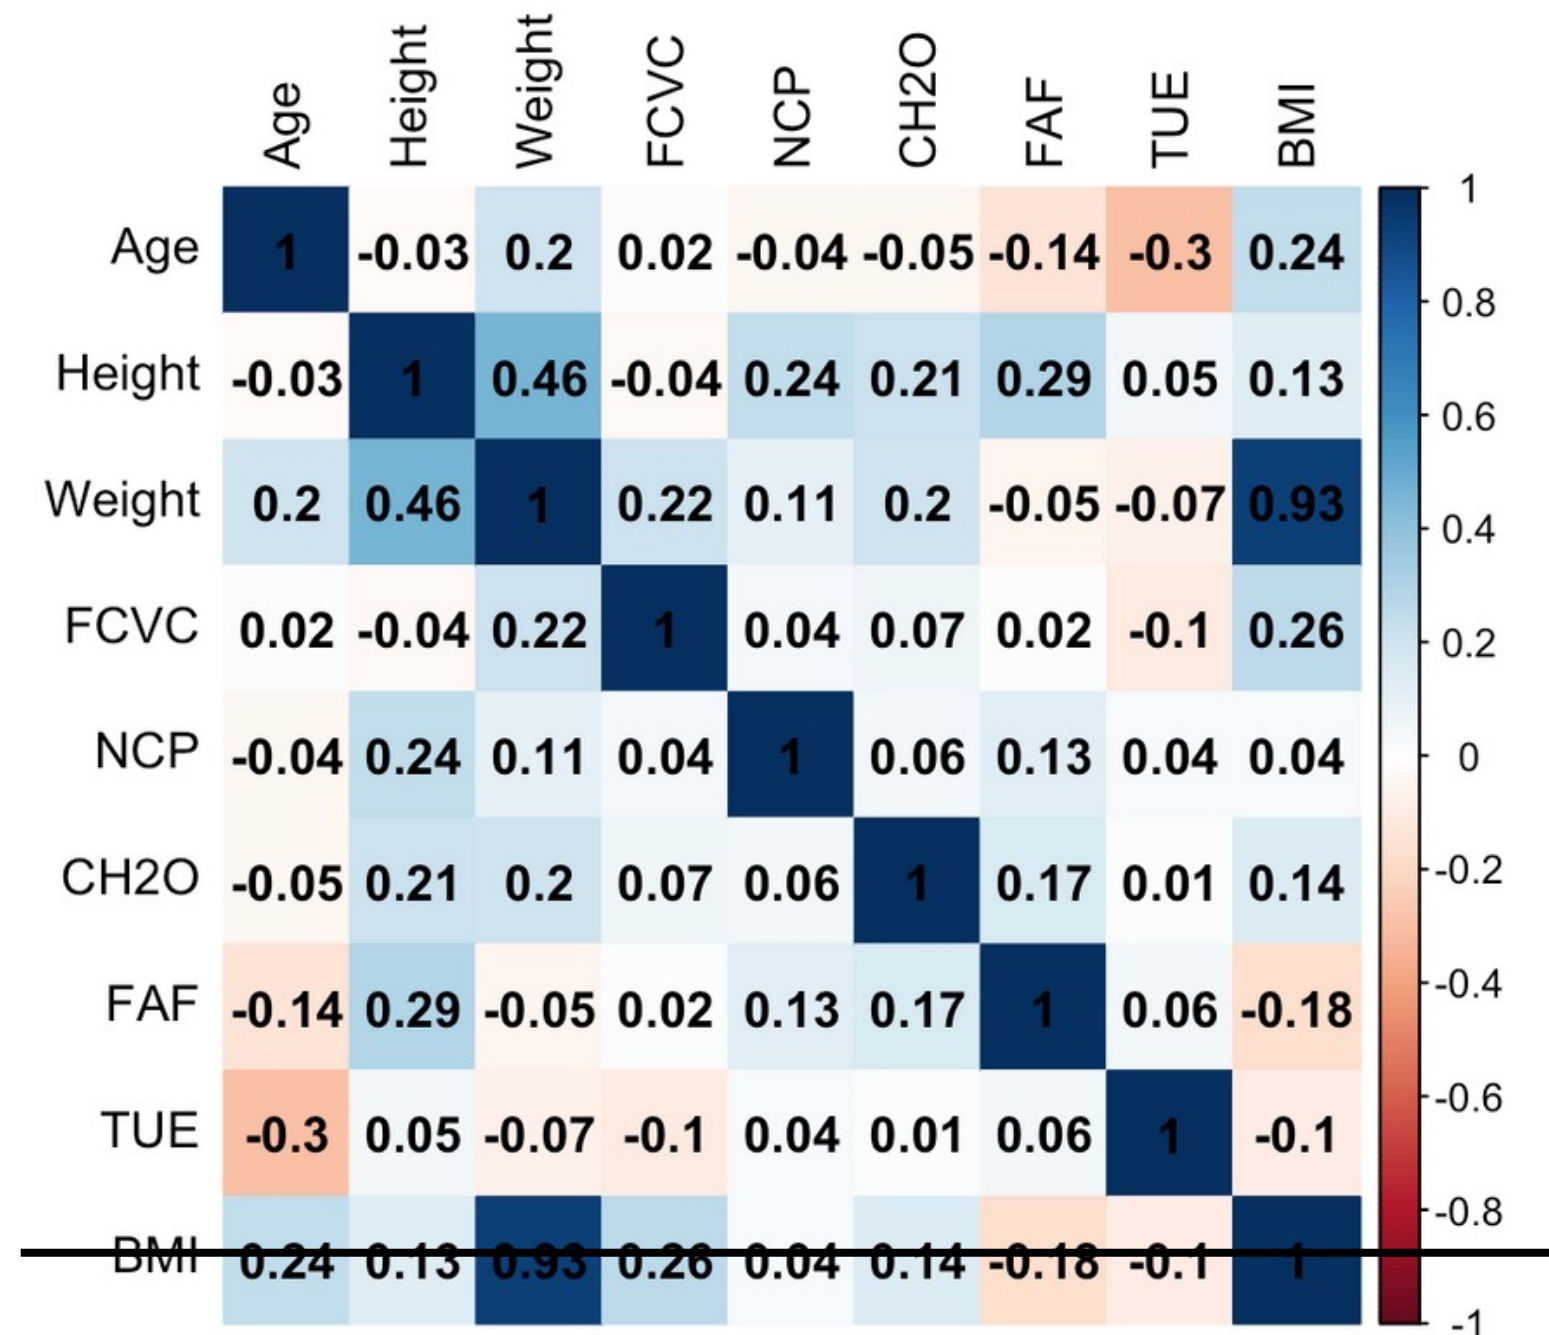 Age Height Weight FCVC NCP CH2O FAF TUE BMI
Age 1 -0.03 0.2 0.02 -0.04 -0.05 -0.14 -0.3 0.24
Height -0.03 1 0.46 -0.04 0.24 0.21 0.29 0.05 0.13
Weight 0.2 0.46 1 0.22 0.11 0.2 -0.05 -0.07 0.93
FCVC 0.02 -0.04 0.22 1 0.04 0.07 0.02 -0.1 0.26
NCP -0.04 0.24 0.11 0.04 1 0.06 0.13 0.04 0.04
CH2O -0.05 0.21 0.2 0.07 0.06 1 0.17 0.01 0.14
FAF -0.14 0.29 -0.05 0.02 0.13 0.17 1 0.06 -0.18
TUE -0.3 0.05 -0.07 -0.1 0.04 0.01 0.06 1 -0.1
BMI 0.24 0.13 0.93 0.26 0.04 0.14 -0.18 -0.1 1
1
0.8
0.6
0.4
0.2
0
-0.2
-0.4
-0.6
-0.8
-1